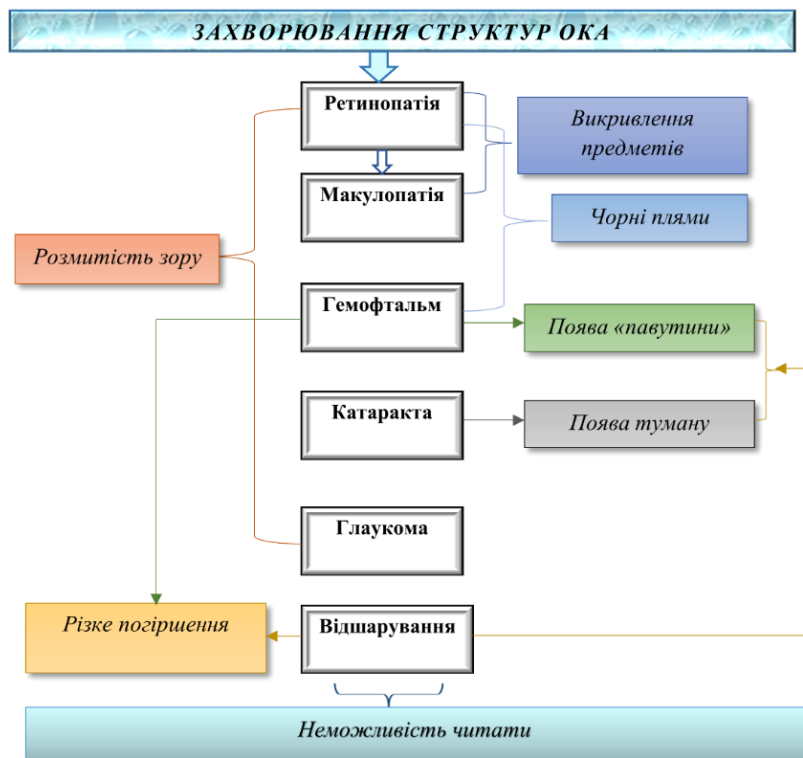 ЗАХВОРЮВАННЯ СТРУКТУР ОКА
Ретинопатія
Викривлення
предметів
Макулопатія
Чорні плями
Розмитість зору
Гемофтальм
Поява «павутини»
Катаракта
Поява туману
Глаукома
Різке погіршення
Відшарування
Неможливість читати